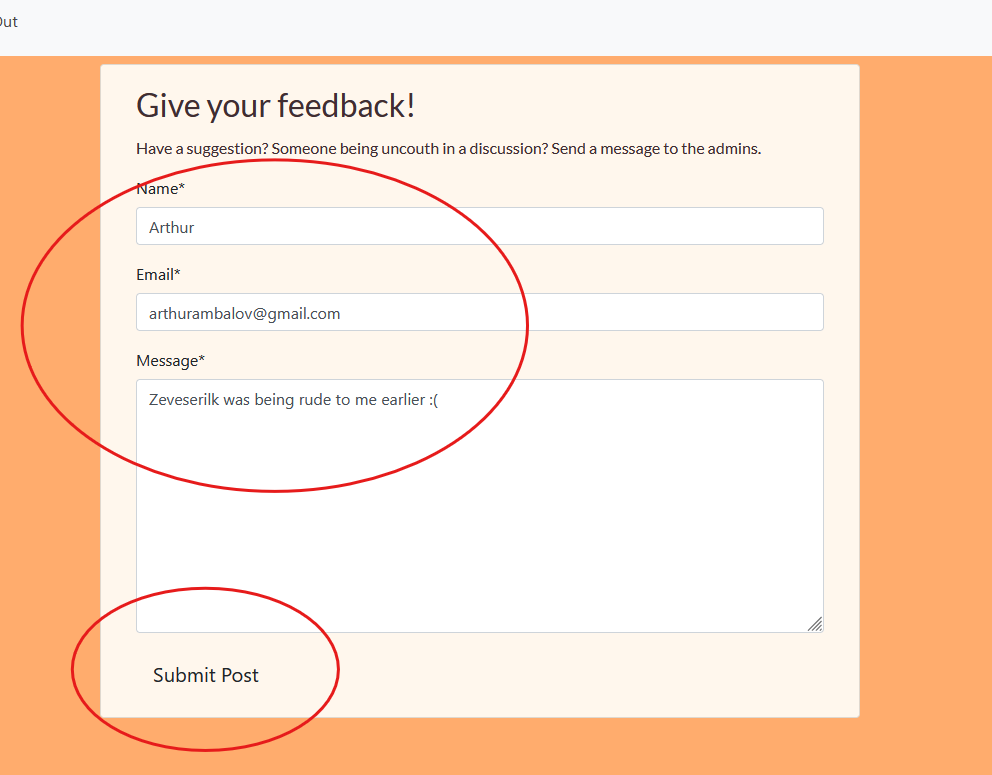 Out
Give your feedback!
Have a suggestion? Someone being uncouth in a discussion? Send a message to the admins.
Name*
Arthur
Email*
arthurambalov@gmail.com
Message*
Zeveserilk was being rude to me earlier :(
Submit Post